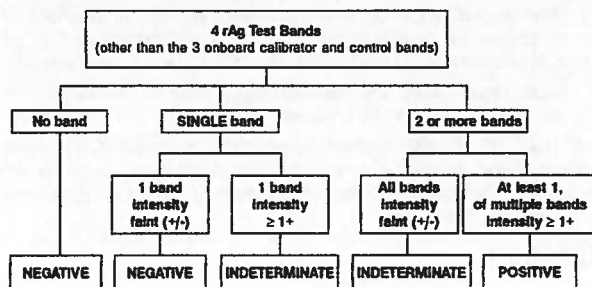 4 rAg Test Bands
(other than the 3 onboard calibrator and control bands)
No band
SINGLE band
2 or more bands
1 band
intensity
faint (+/-)
1 band
intensity
≥ 1+
All bands
intensity
faint (+/-)
At least 1,
of multiple bands
intensity ≥ 1+
NEGATIVE
NEGATIVE
INDETERMINATE
INDETERMINATE
POSITIVE